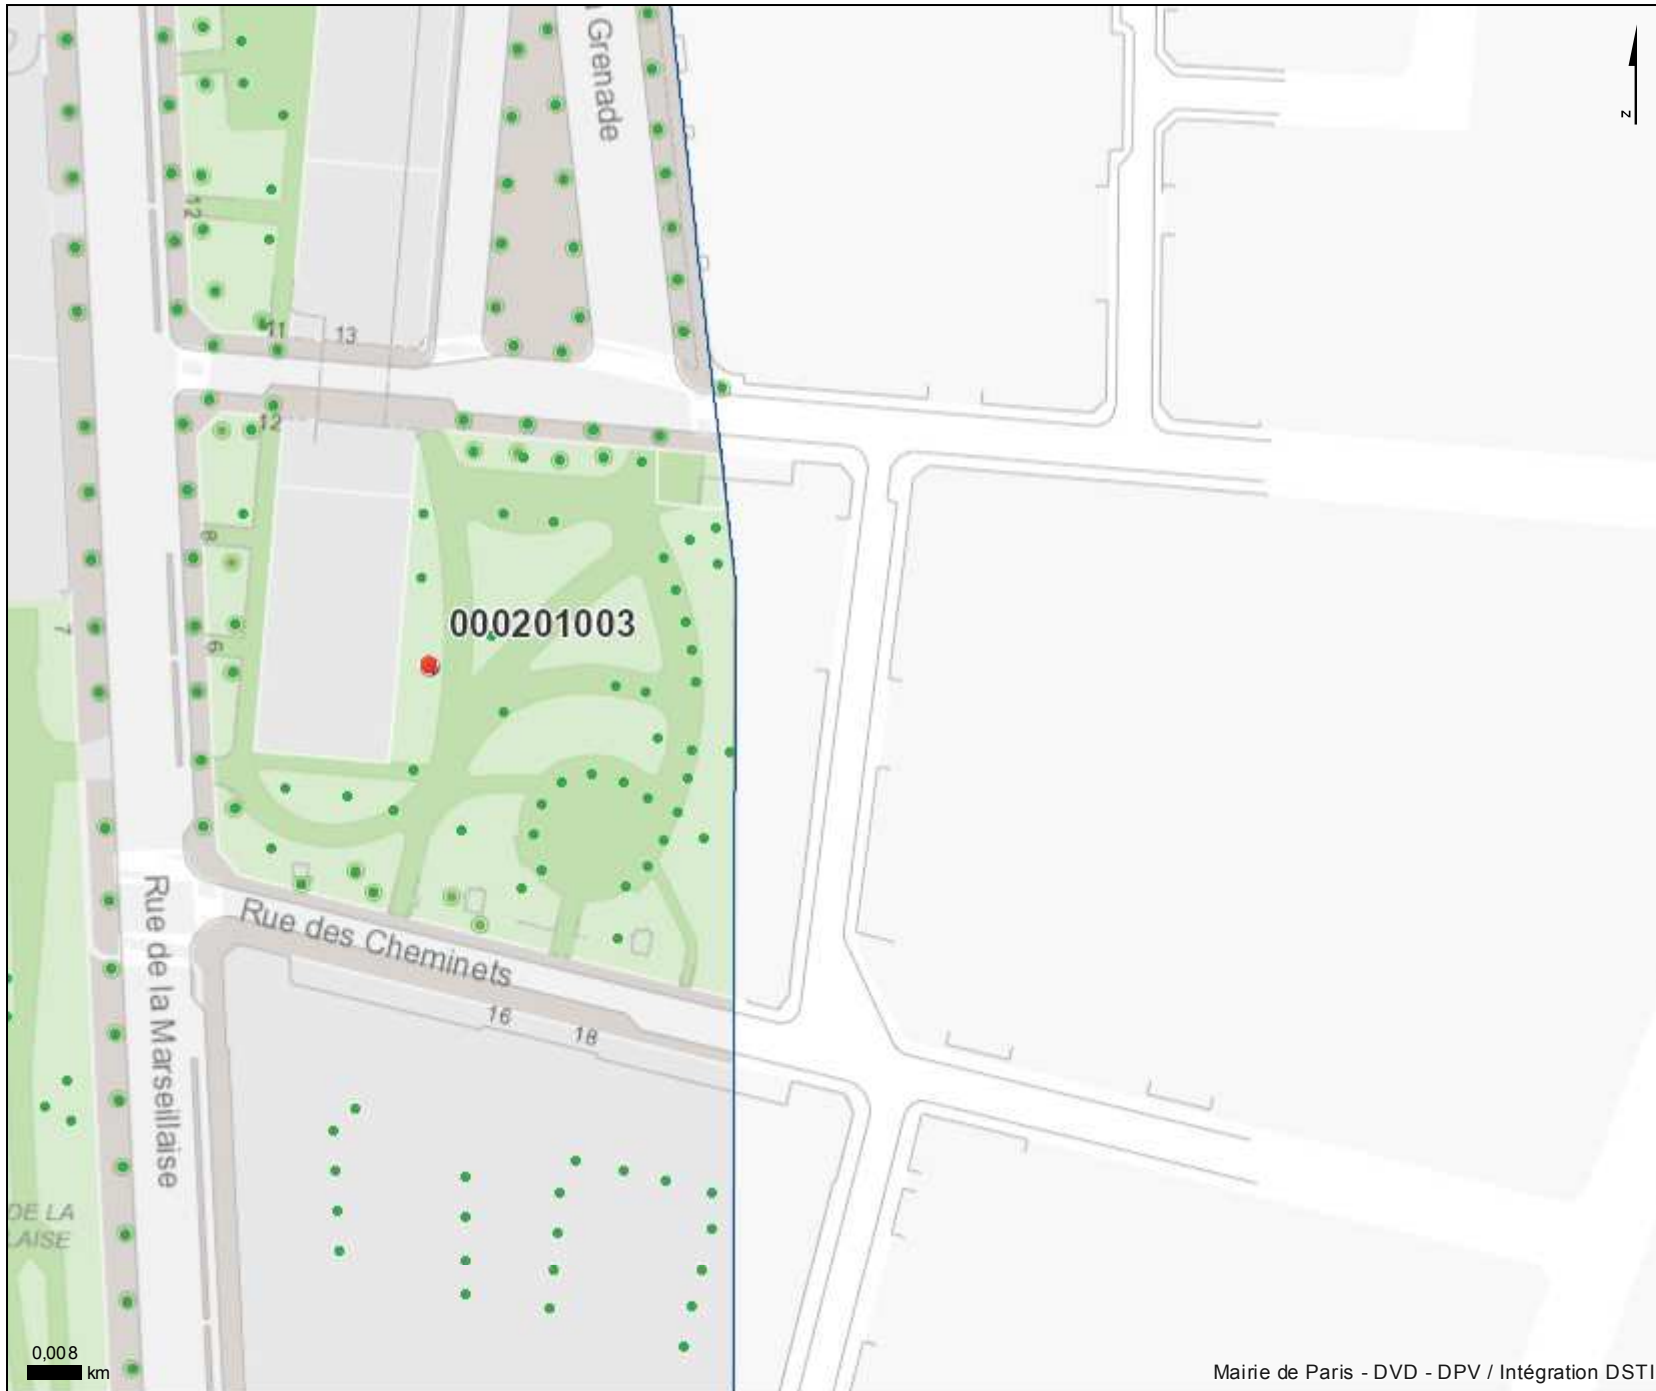 Grenade
N
12
11
13
12
8
000201003
7
6
Rue des Cheminets
Rue de la Marseillaise
16
18
DE LA
0,008
km
Mairie de Paris - DVD - DPV / Intégration DSTI